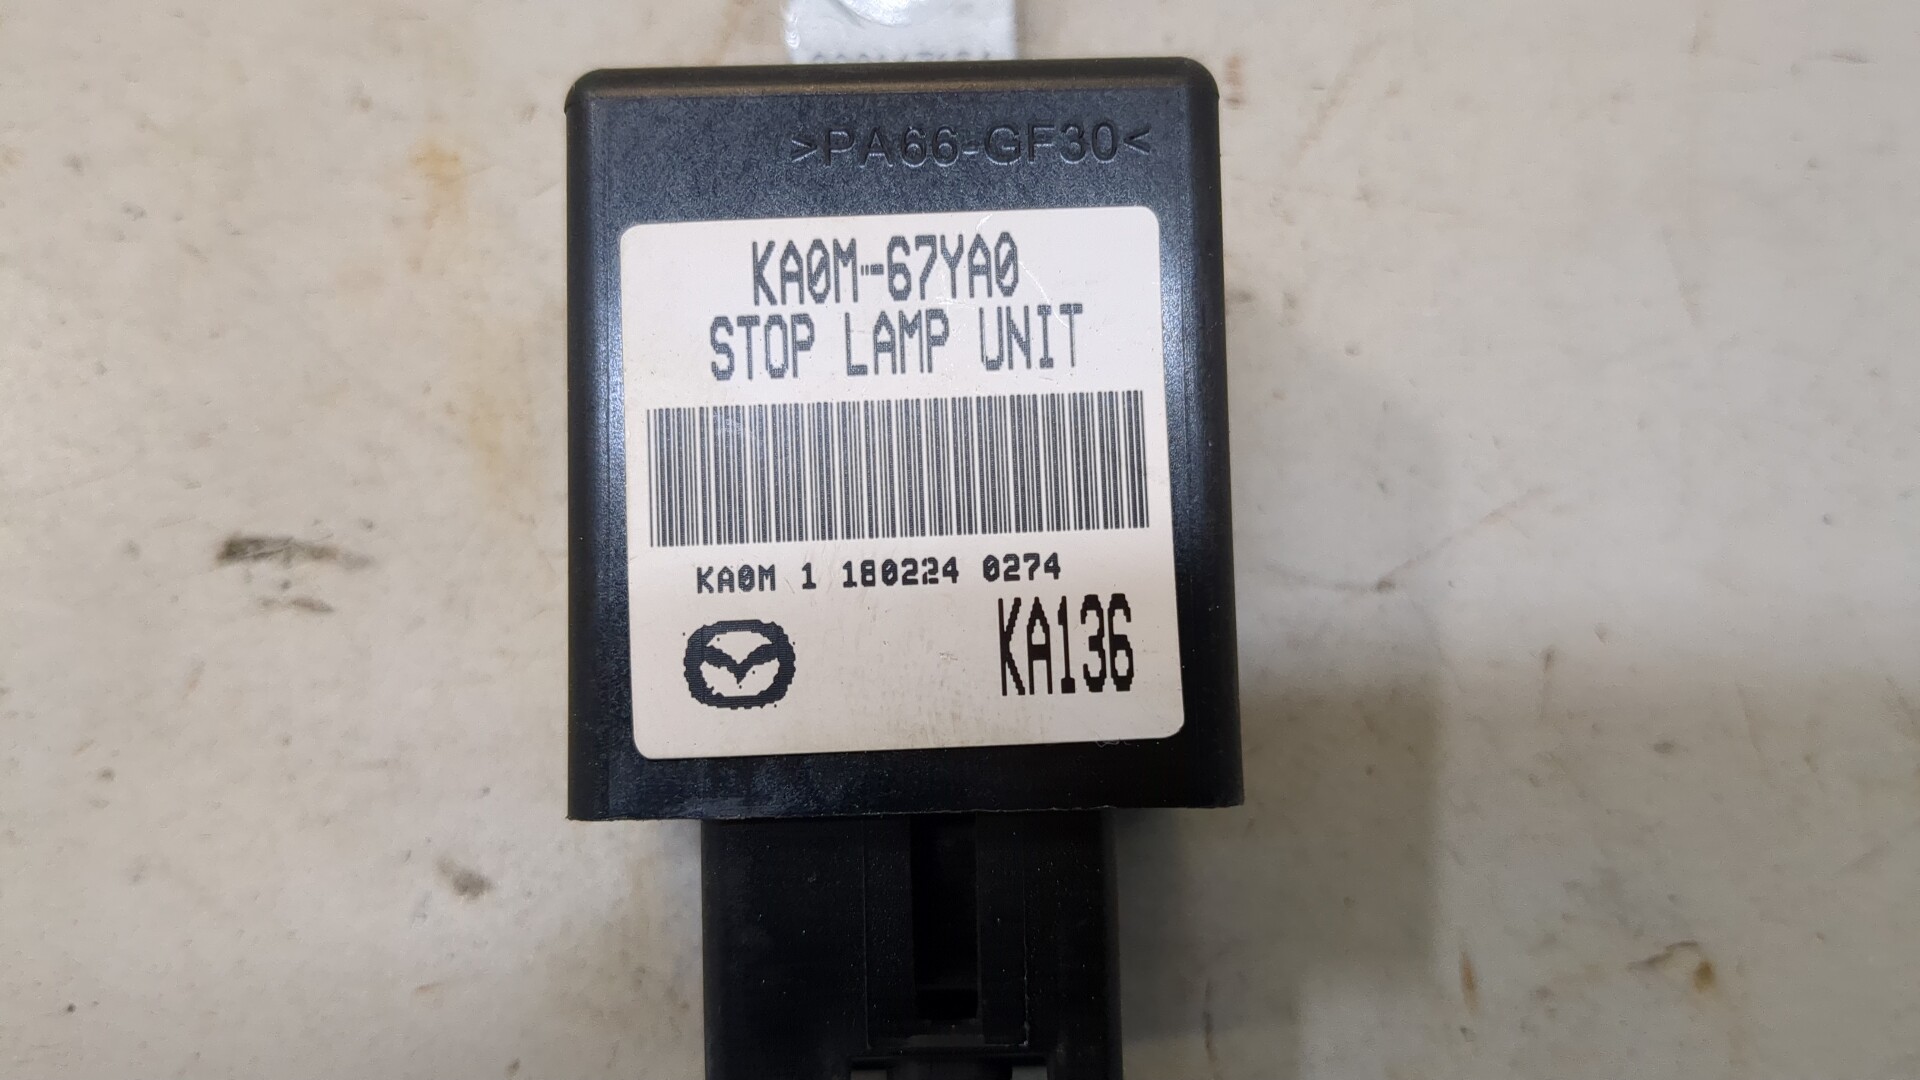 >PA66-GF30<
KA0M-67YA0
STOP LAMP UNIT
KA0M 1 180224 0274
KA136